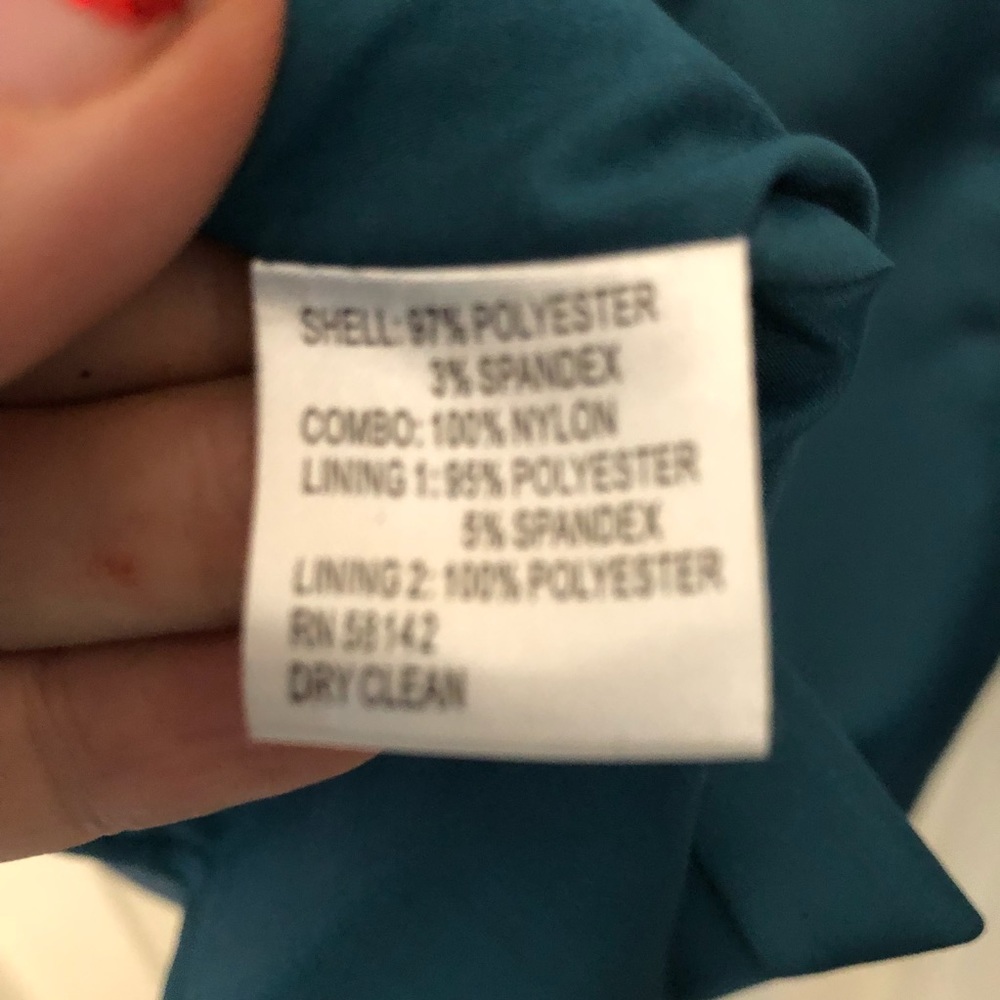 SHELL: 97% POLYESTER
3% SPANDEX
COMBO: 100% NYLON
LINING 1: 95% POLYESTER
5% SPANDEX
LINING 2: 100% POLYESTER
RN 58142
DRY CLEAN